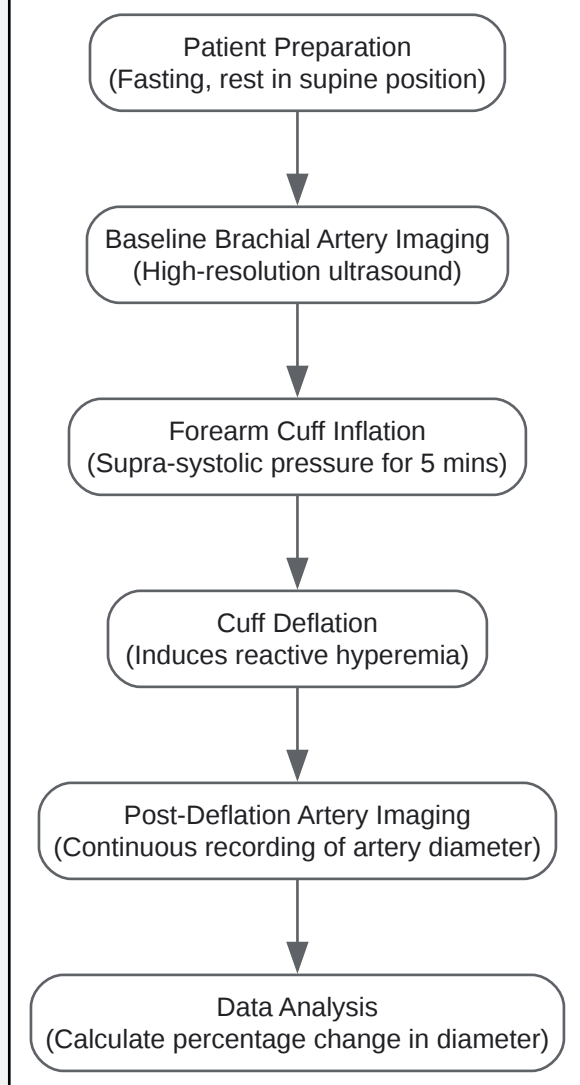 Patient Preparation
(Fasting, rest in supine position)
Baseline Brachial Artery Imaging
(High-resolution ultrasound)
Forearm Cuff Inflation
(Supra-systolic pressure for 5 mins)
Cuff Deflation
(Induces reactive hyperemia)
Post-Deflation Artery Imaging
(Continuous recording of artery diameter)
Data Analysis
(Calculate percentage change in diameter)